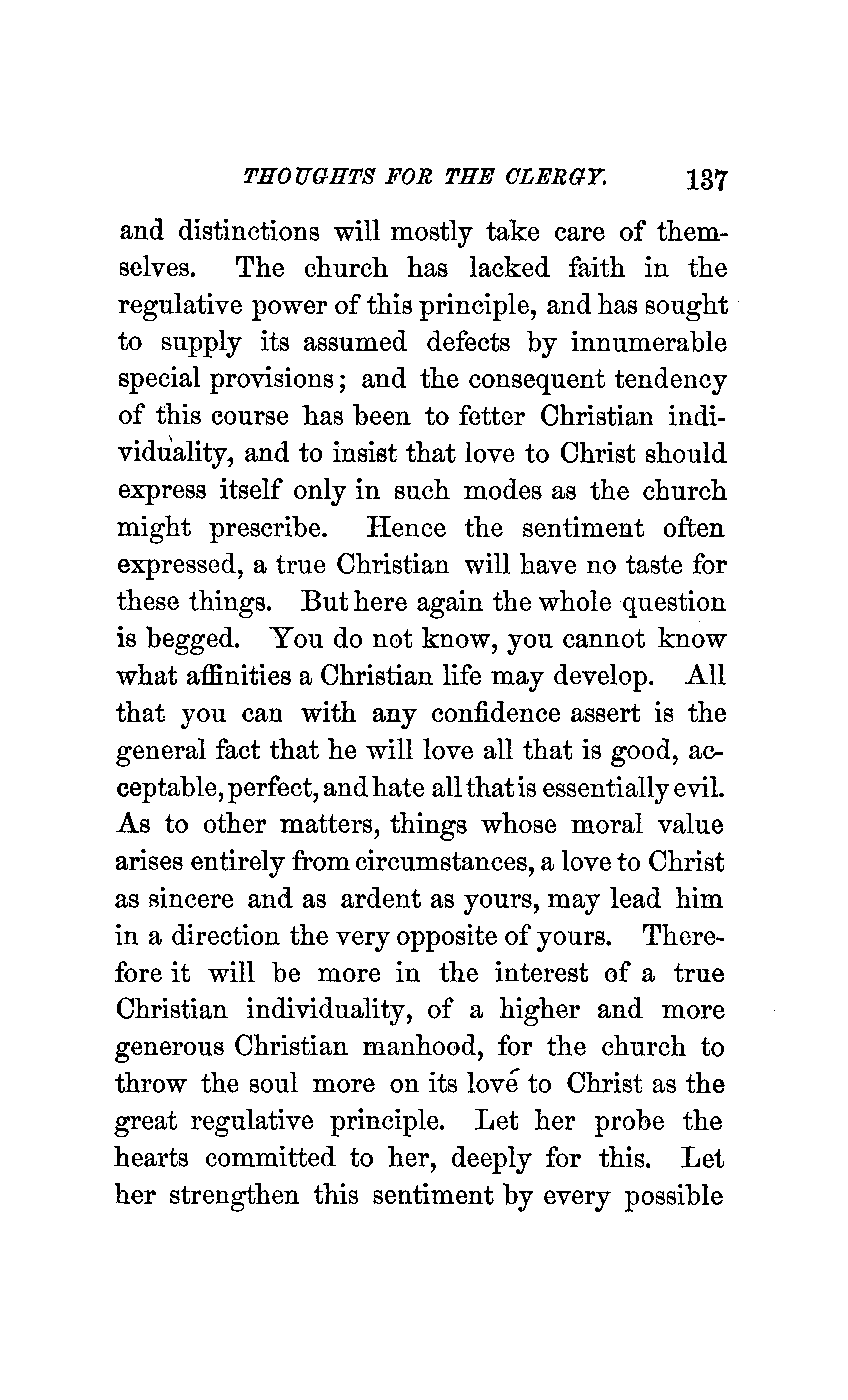 THOUGHTS FOR THE CLERGY. 137
and distinctions will mostly take care of them-
selves. The church has lacked faith in the
regulative power of this principle, and has sought
to supply its assumed defects by innumerable
special provisions; and the consequent tendency
of this course has been to fetter Christian indi-
viduality, and to insist that love to Christ should
express itself only in such modes as the church
might prescribe. Hence the sentiment often
expressed, a true Christian will have no taste for
these things. But here again the whole question
is begged. You do not know, you cannot know
what affinities a Christian life may develop. All
that you can with any confidence assert is the
general fact that he will love all that is good, ac-
ceptable, perfect, and hate all that is essentially evil.
As to other matters, things whose moral value
arises entirely from circumstances, a love to Christ
as sincere and as ardent as yours, may lead him
in a direction the very opposite of yours. There-
fore it will be more in the interest of a true
Christian individuality, of a higher and more
generous Christian manhood, for the church to
throw the soul more on its love to Christ as the
great regulative principle. Let her probe the
hearts committed to her, deeply for this. Let
her strengthen this sentiment by every possible